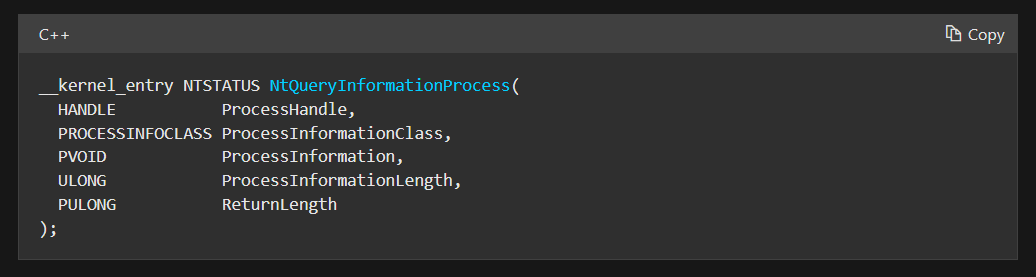 C++
Copy
__kernel_entry NTSTATUS NtQueryInformationProcess(
  HANDLE           ProcessHandle,
  PROCESSINFOCLASS ProcessInformationClass,
  PVOID            ProcessInformation,
  ULONG            ProcessInformationLength,
  PULONG           ReturnLength
);